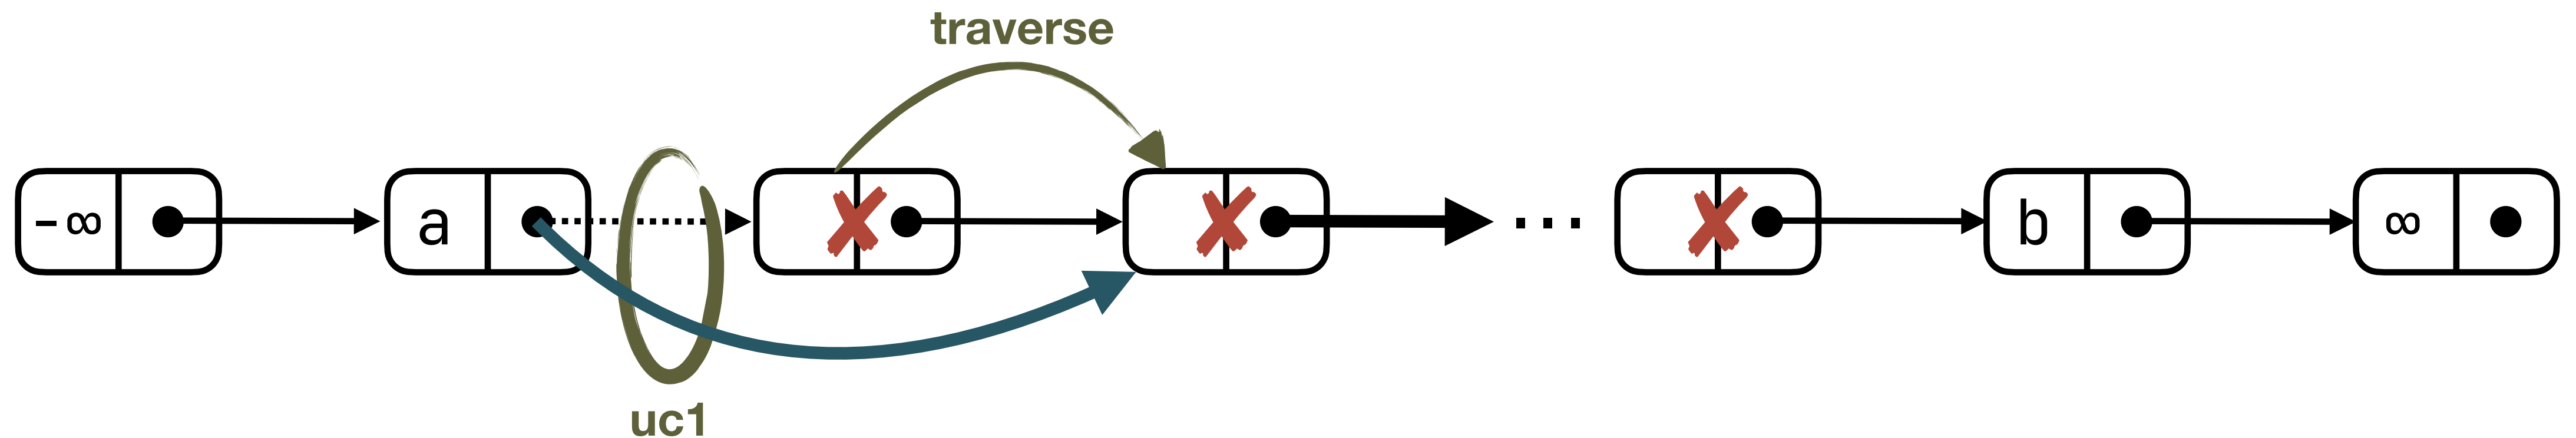 traverse
-∞ a ... b ∞
uc1